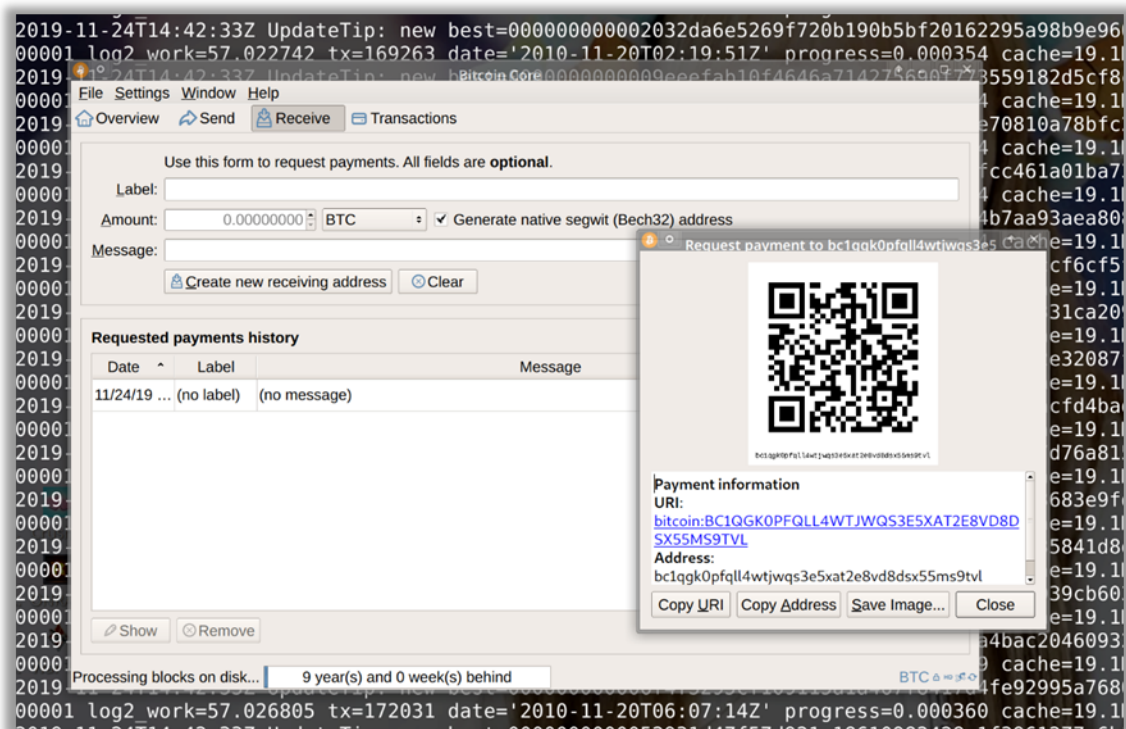 2019-11-24T14:42:33Z UpdateTip: new best=000000000002032da6e5269f720b190b5bf20162295a98b9e96
00001 log2_work=57.022742 tx=169263 date='2010-11-20T02:19:51Z' progress=0.000354 cache=19.1
Bitcoin Core
File Settings Window Help
Overview Send Receive Transactions
Use this form to request payments. All fields are optional.
Label:
Amount: 0.00000000 BTC Generate native segwit (Bech32) address
Message:
Create new receiving address Clear
Requested payments history
Date Label Message
11/24/19 ... (no label) (no message)
Show Remove
Processing blocks on disk... 9 year(s) and 0 week(s) behind BTC
Request payment to bc1qgk0pfqll4wtjwqs3e5
bc1qgk0pfqll4wtjwqs3e5xat2e8vd8dsx55ms9tvl
Payment information
URI:
bitcoin:BC1QGK0PFQLL4WTJWQS3E5XAT2E8VD8D
SX55MS9TVL
Address:
bc1qgk0pfqll4wtjwqs3e5xat2e8vd8dsx55ms9tvl
Copy URI Copy Address Save Image... Close
00001 log2_work=57.026805 tx=172031 date='2010-11-20T06:07:14Z' progress=0.000360 cache=19.1